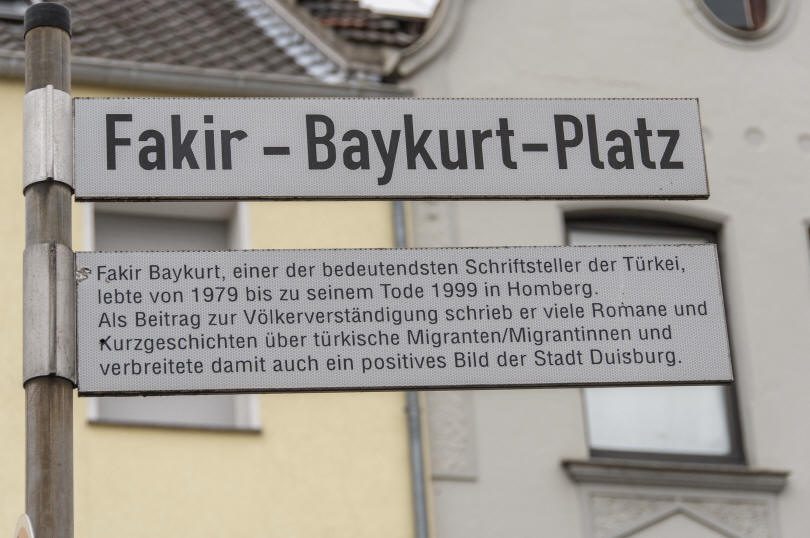 Fakir - Baykurt-Platz
Fakir Baykurt, einer der bedeutendsten Schriftsteller der Türkei,
lebte von 1979 bis zu seinem Tode 1999 in Homberg.
Als Beitrag zur Völkerverständigung schrieb er viele Romane und
Kurzgeschichten über türkische Migranten/Migrantinnen und
verbreitete damit auch ein positives Bild der Stadt Duisburg.